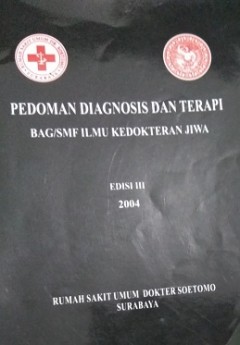 PEDOMAN DIAGNOSIS DAN TERAPI
BAG/SMF ILMU KEDOKTERAN JIWA
EDISI III
2004
RUMAH SAKIT UMUM DOKTER SOETOMO
SURABAYA